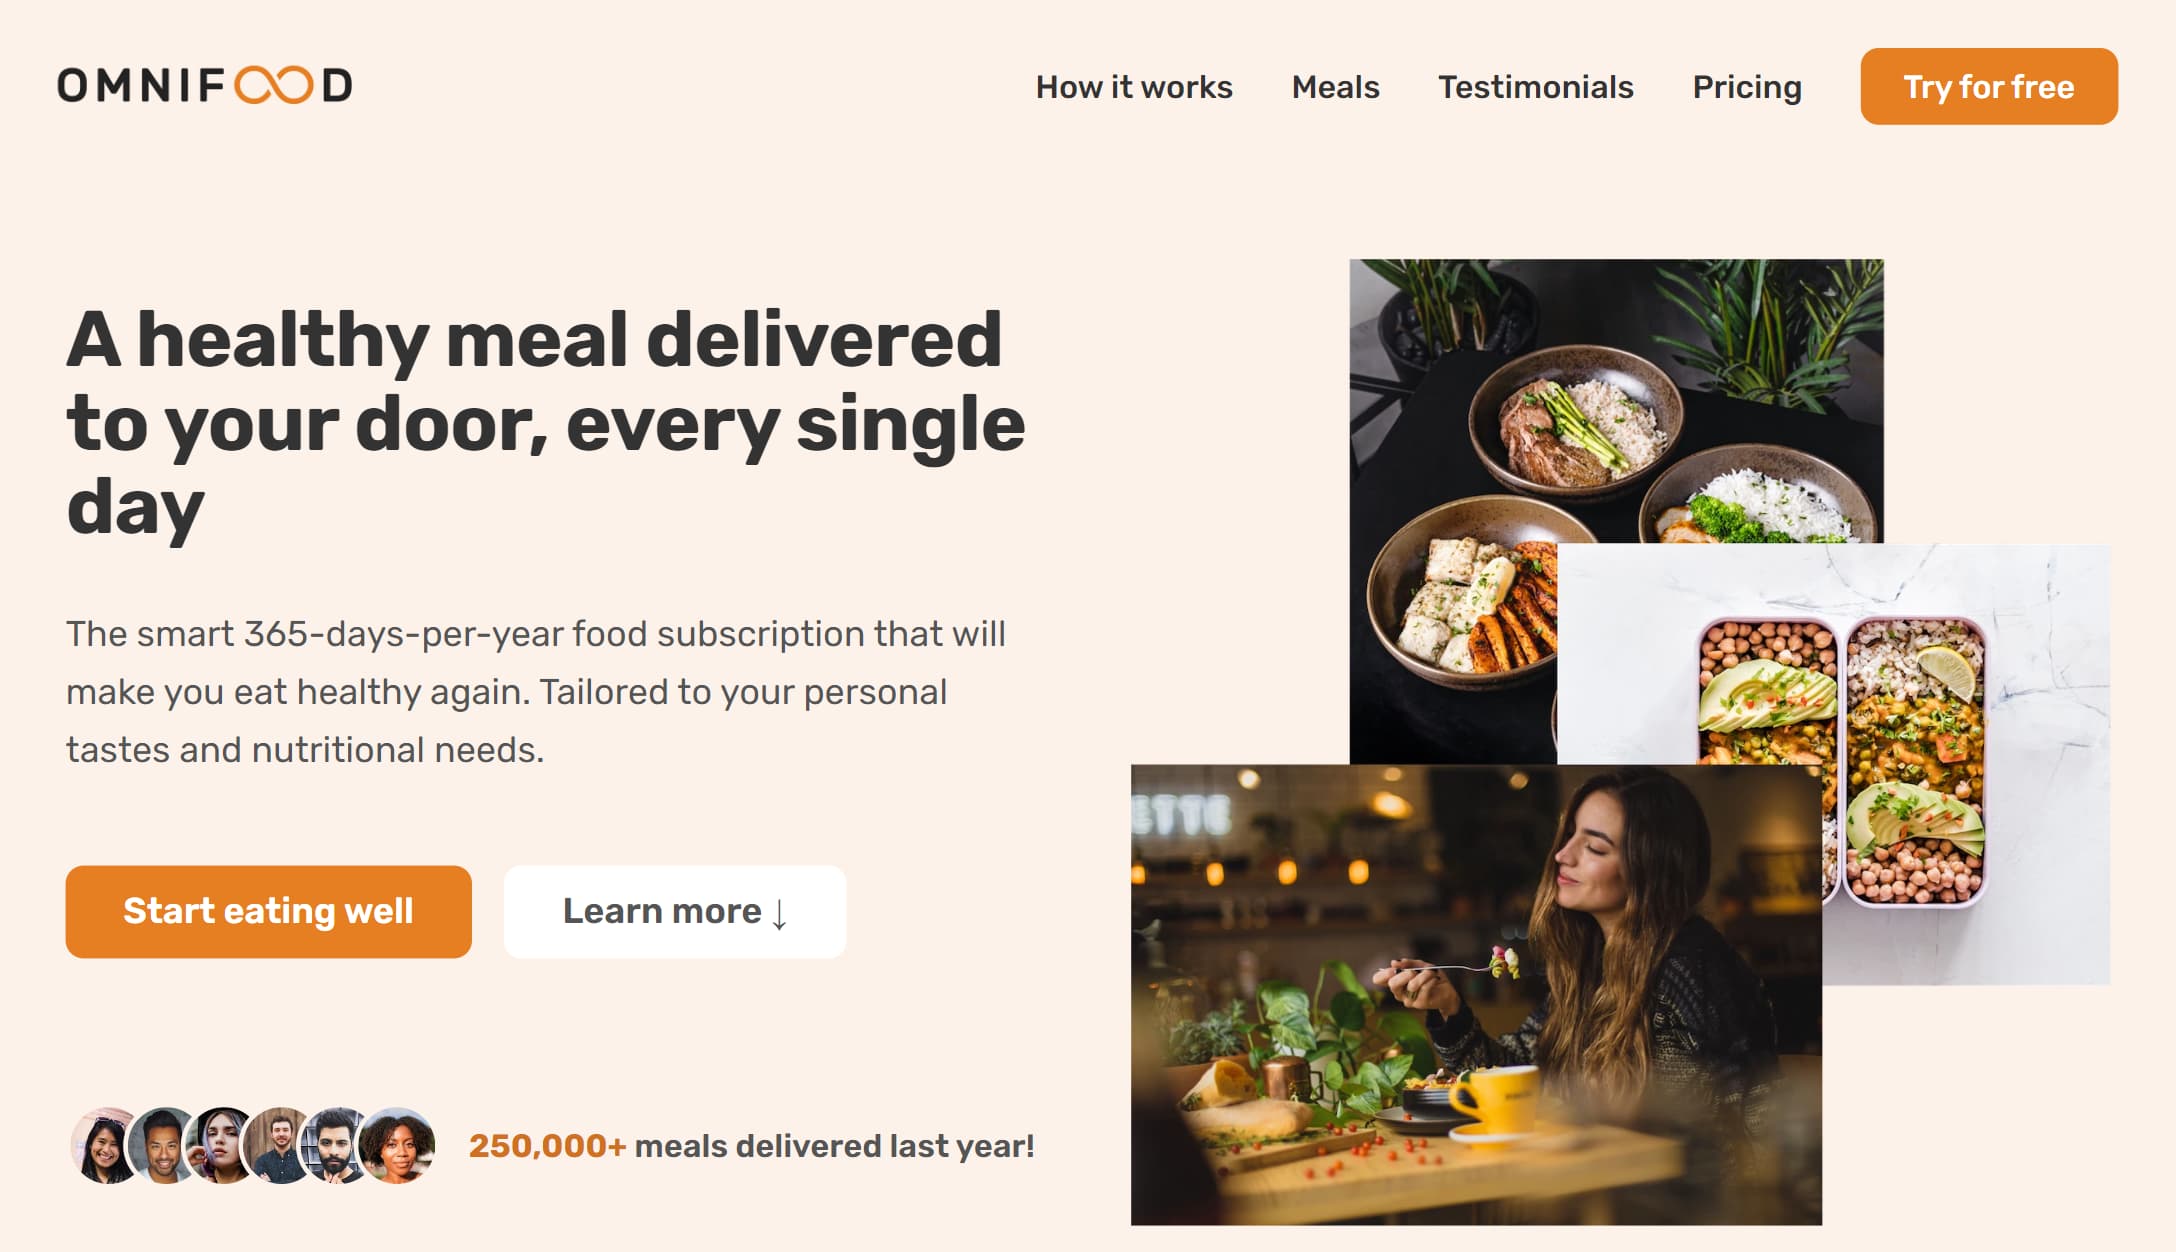 OMNIFOOD
How it works
Meals
Testimonials
Pricing
Try for free
A healthy meal delivered
to your door, every single
day
The smart 365-days-per-year food subscription that will
make you eat healthy again. Tailored to your personal
tastes and nutritional needs.
Start eating well
Learn more ↓
250,000+ meals delivered last year!
ETTE